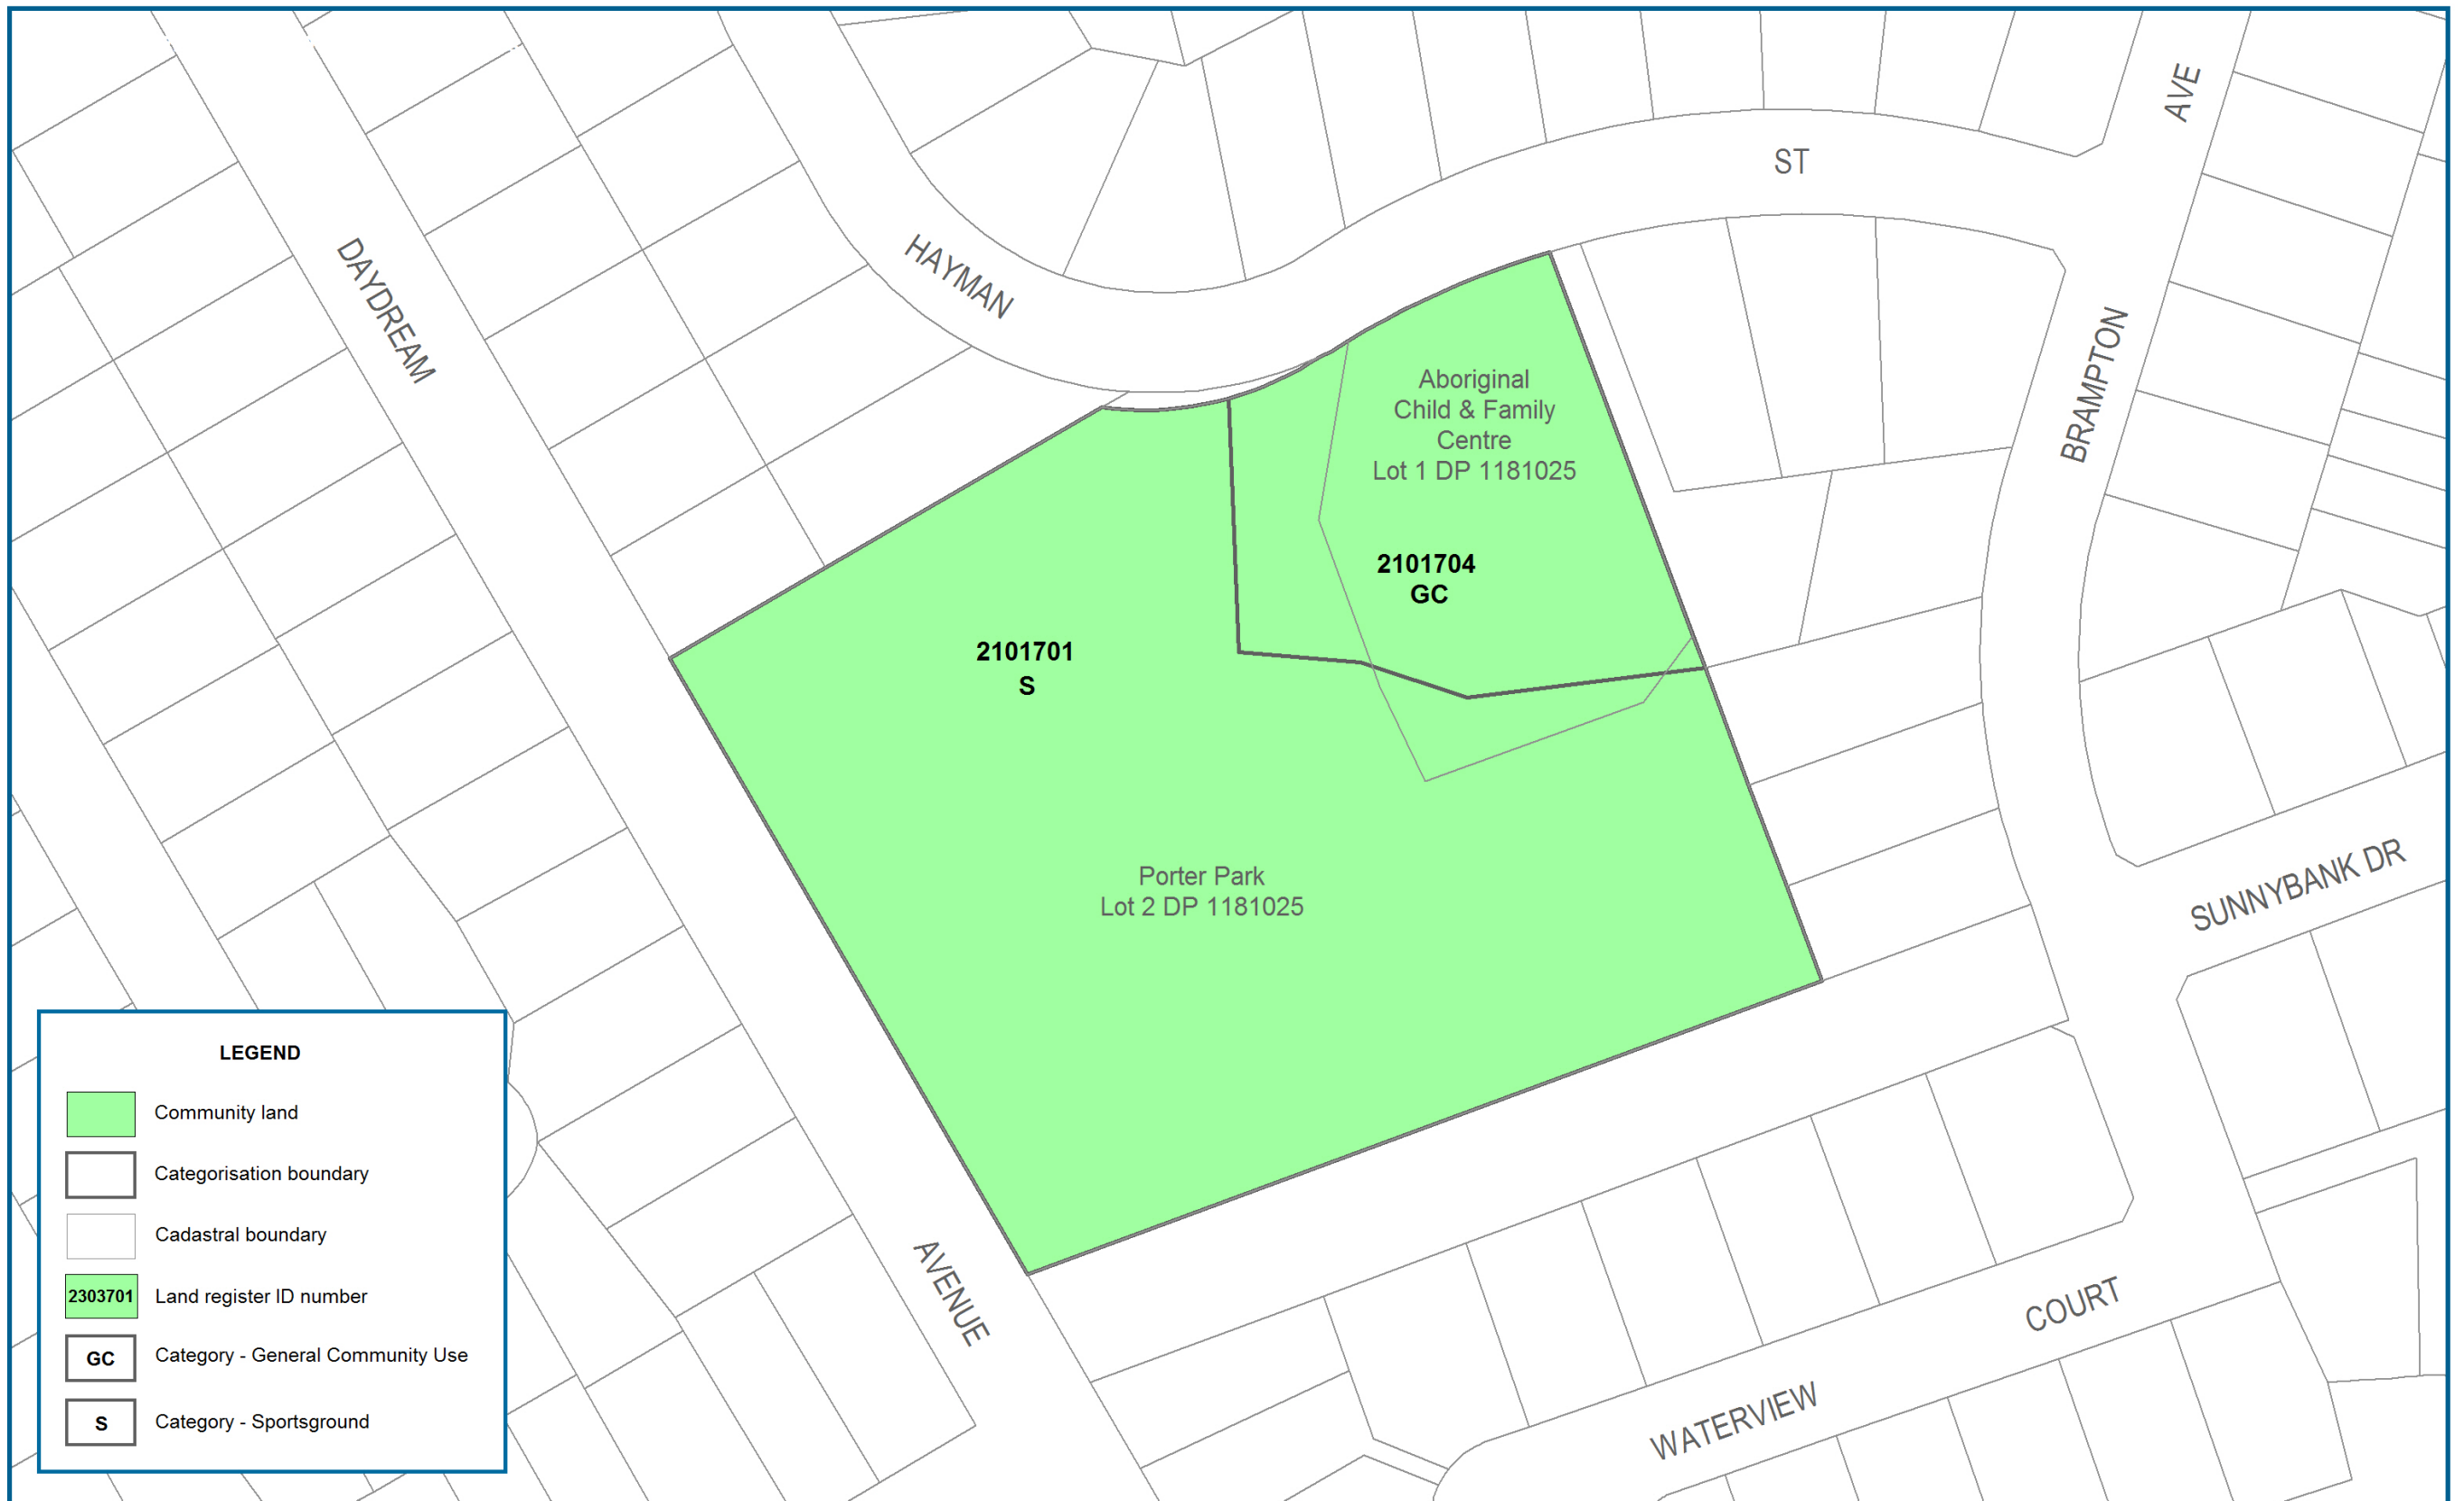 AVE
ST
HAYMAN
DAYDREAM
BRAMPTON
Aboriginal
Child & Family
Centre
Lot 1 DP 1181025
2101704
GC
2101701
S
Porter Park
Lot 2 DP 1181025
SUNNYBANK DR
AVENUE
COURT
WATERVIEW
LEGEND
Community land
Categorisation boundary
Cadastral boundary
2303701 Land register ID number
GC Category - General Community Use
S Category - Sportsground